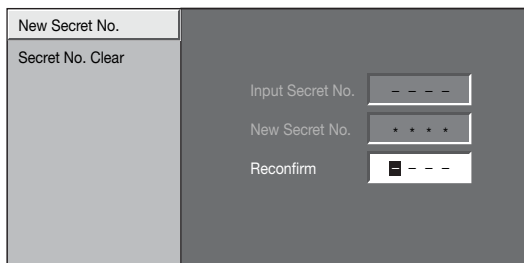 New Secret No.
Secret No. Clear
Input Secret No. – – – –
New Secret No. * * * *
Reconfirm – – – –